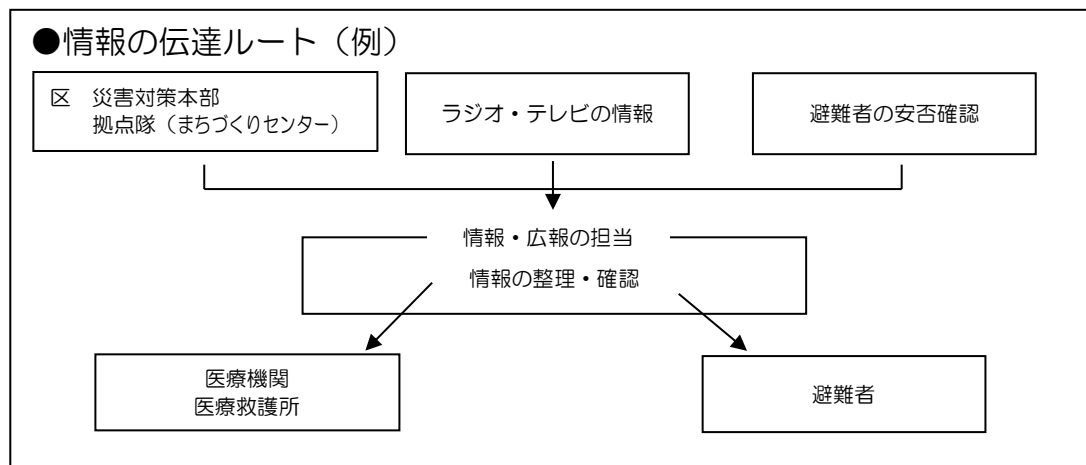 ●情報の伝達ルート（例）
区　災害対策本部
拠点隊（まちづくりセンター）
ラジオ・テレビの情報
避難者の安否確認
情報・広報の担当
情報の整理・確認
医療機関
医療救護所
避難者